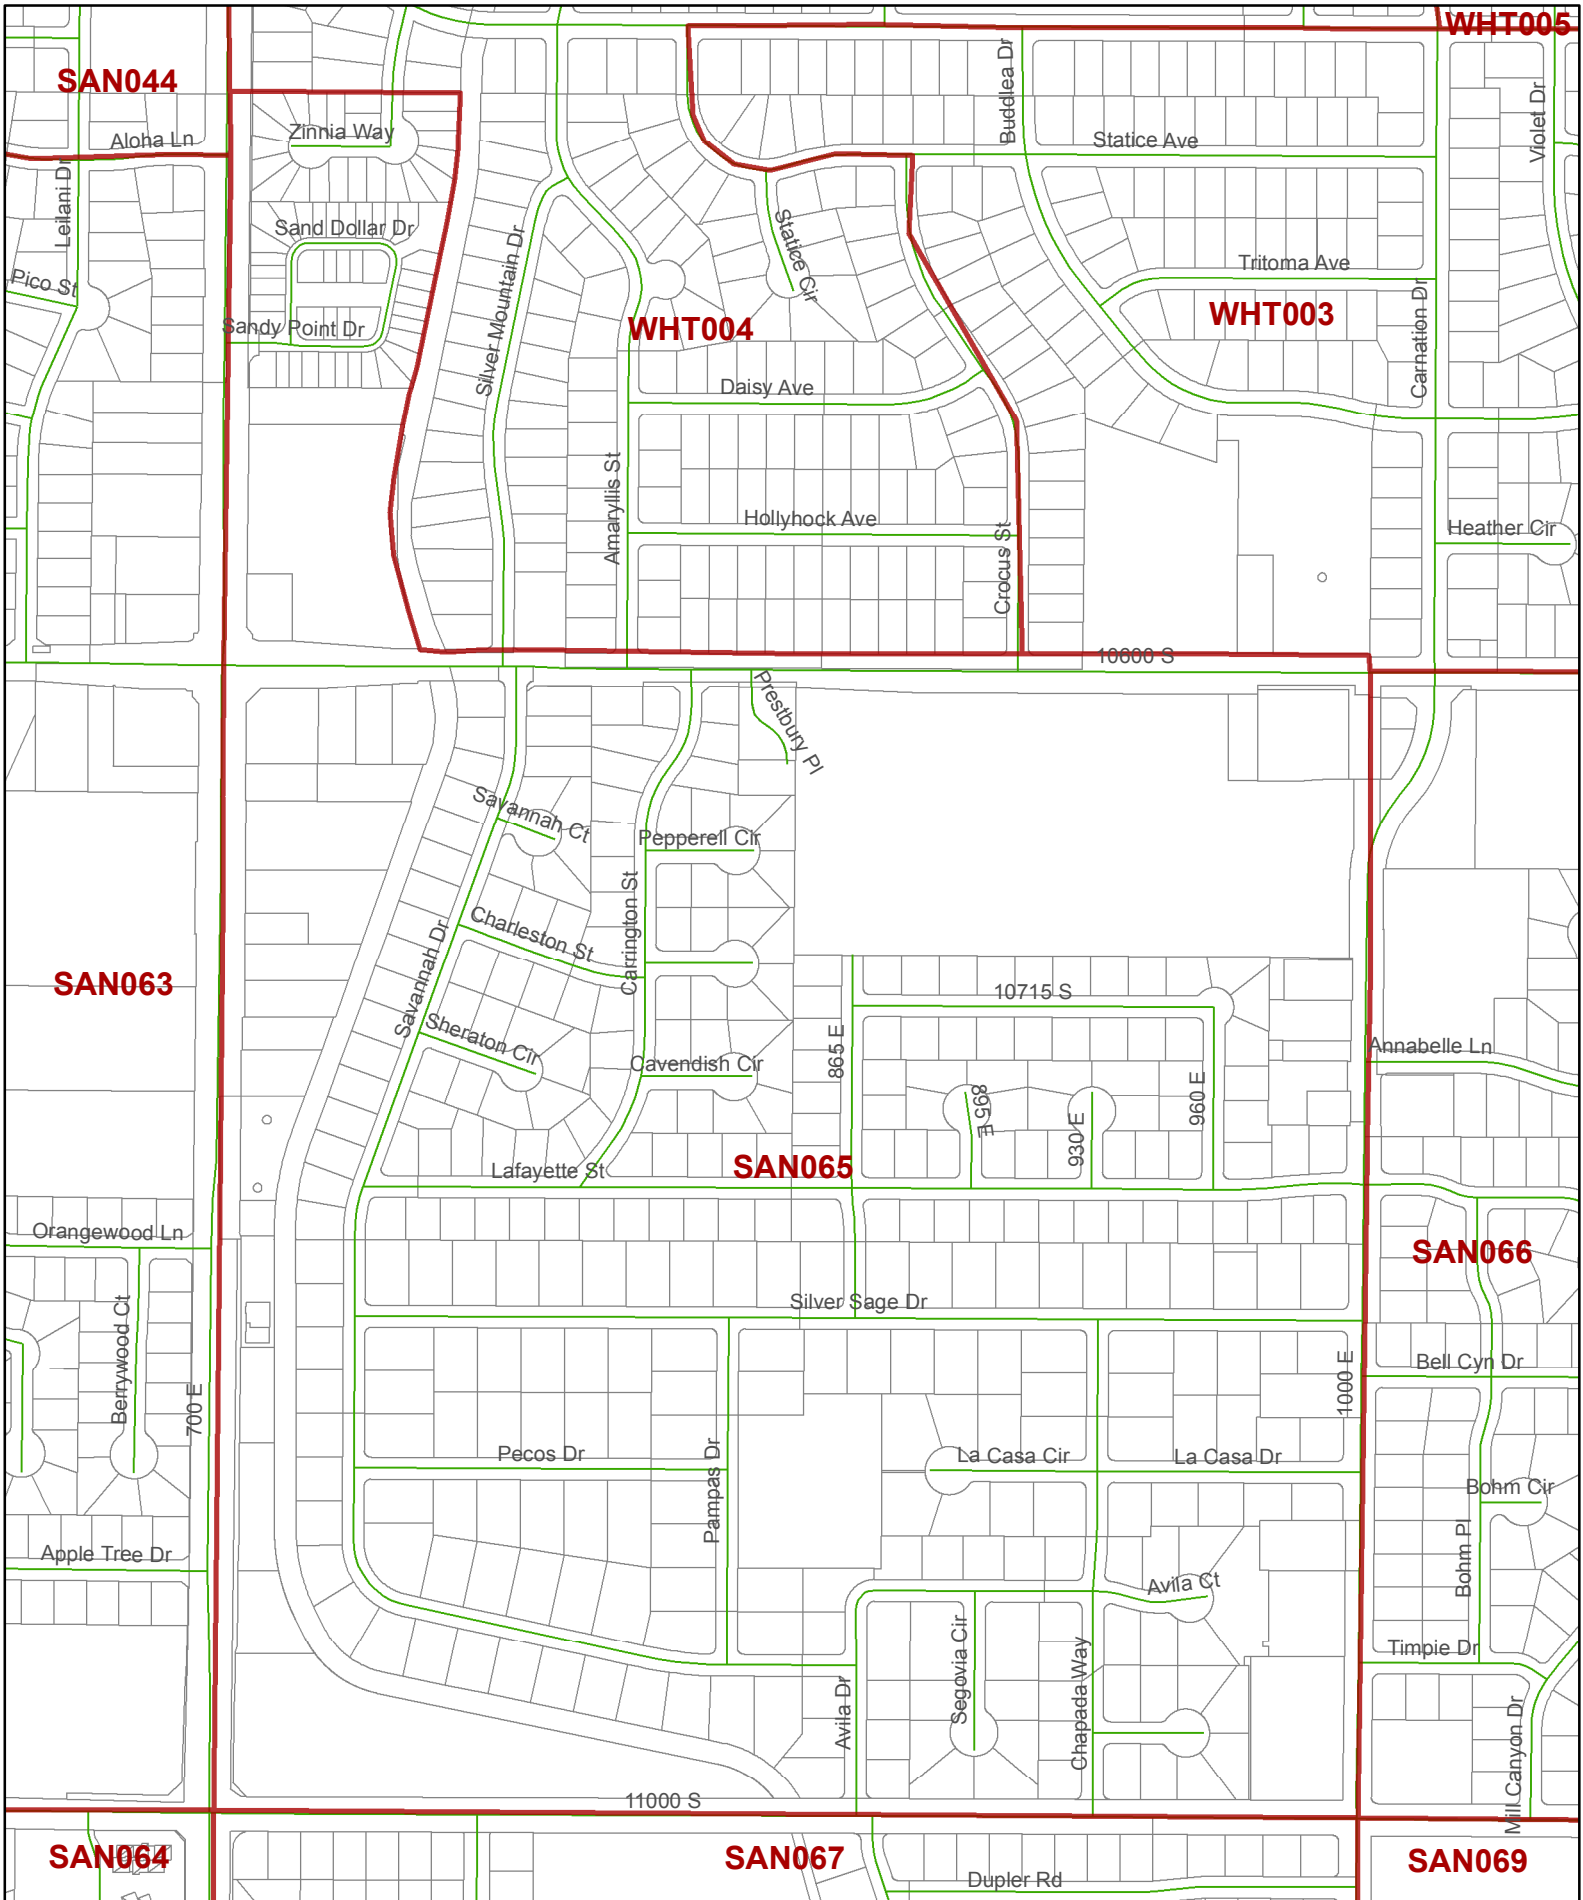 WHT005
SAN044
Buddlea Dr
Violet Dr
Zinnia Way
Aloha Ln
Statice Ave
Leilani Dr
Sand Dollar Dr
Statice Cir
Silver Mountain Dr
Tritoma Ave
Pico St
WHT003
Sandy Point Dr
WHT004
Carnation Dr
Daisy Ave
Amaryllis St
Hollyhock Ave
Crocus St
Heather Cir
10600 S
Prestbury Pl
Savannah Ct
Pepperell Cir
Carrington St
Charleston St
Savannah Dr
SAN063
10715 S
Sheraton Cir
865 E
Annabelle Ln
Cavendish Cir
895 E
960 E
930 E
Lafayette St
SAN065
Orangewood Ln
SAN066
Silver Sage Dr
Berrywood Ct
700 E
1000 E
Bell Cyn Dr
Pecos Dr
Pampas Dr
La Casa Cir
La Casa Dr
Bohm Cir
Bohm Pl
Apple Tree Dr
Avila Ct
Segovia Cir
Chapada Way
Timpie Dr
Avila Dr
Mill Canyon Dr
11000 S
SAN064
SAN067
SAN069
Dupler Rd